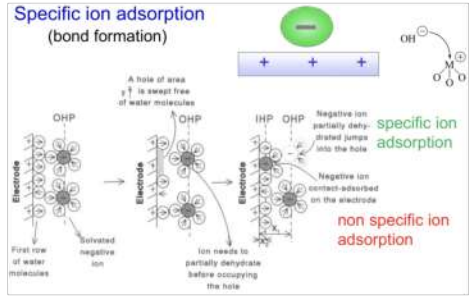 Specific ion adsorption
(bond formation)
OH
M
O O O
A hole of area
is swept free
of water molecules
OHP
OHP
IHP OHP
Negative ion
partially dehy-
drated jumps
into the hole
specific ion
adsorption
Electrode
Electrode
Electrode
Negative ion
contact-adsorbed
on the electrode
non specific ion
adsorption
First row
of water
molecules
Solvated
negative
ion
Ion needs to
partially dehydrate
before occupying
the hole